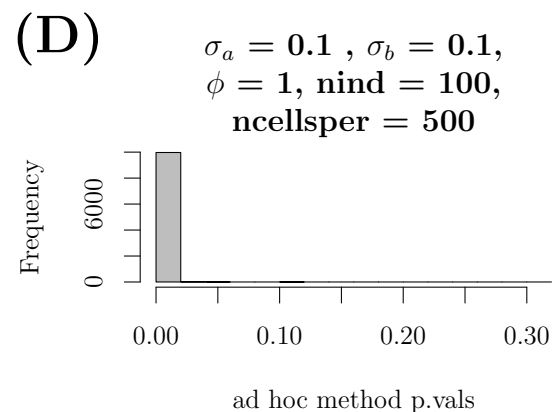 (D)
σₐ = 0.1 , σ_b = 0.1,
ϕ = 1, nind = 100,
ncellsper = 500
Frequency
6000
0
0.00 0.10 0.20 0.30
ad hoc method p.vals